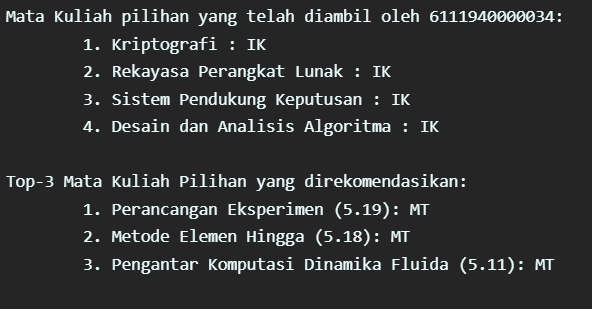 Mata Kuliah pilihan yang telah diambil oleh 6111940000034:
1. Kriptografi : IK
2. Rekayasa Perangkat Lunak : IK
3. Sistem Pendukung Keputusan : IK
4. Desain dan Analisis Algoritma : IK
Top-3 Mata Kuliah Pilihan yang direkomendasikan:
1. Perancangan Eksperimen (5.19): MT
2. Metode Elemen Hingga (5.18): MT
3. Pengantar Komputasi Dinamika Fluida (5.11): MT